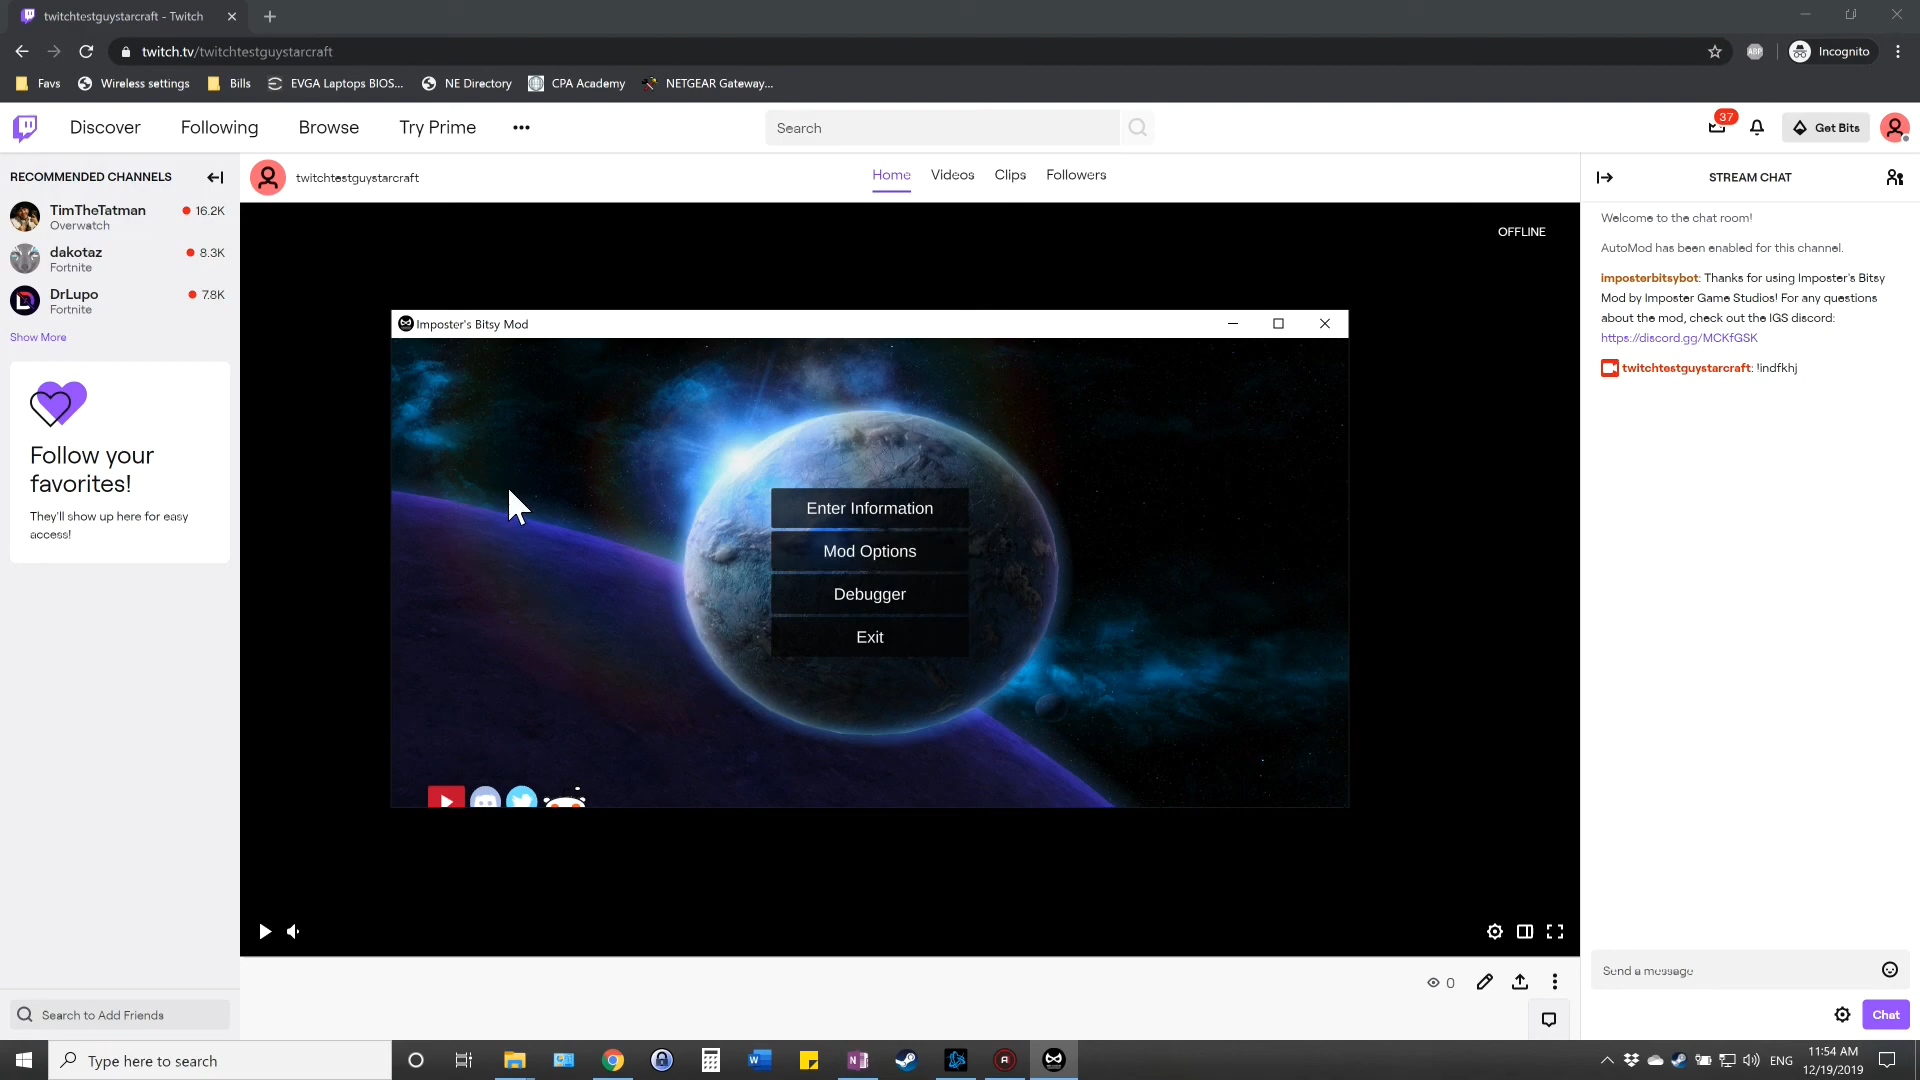 twitchtestguystarcraft - Twitch
twitch.tv/twitchtestguystarcraft
ABP
Incognito
Favs
Wireless settings
Bills
EVGA Laptops BIOS...
NE Directory
CPA Academy
NETGEAR Gateway...
Discover
Following
Browse
Try Prime
Search
37
Get Bits
RECOMMENDED CHANNELS
TimTheTatman
16.2K
Overwatch
dakotaz
8.3K
Fortnite
DrLupo
7.8K
Fortnite
Show More
Follow your
favorites!
They'll show up here for easy
access!
Search to Add Friends
twitchtestguystarcraft
Home
Videos
Clips
Followers
OFFLINE
Imposter's Bitsy Mod
Enter Information
Mod Options
Debugger
Exit
0
STREAM CHAT
Welcome to the chat room!
AutoMod has been enabled for this channel.
imposterbitsybot: Thanks for using Imposter's Bitsy
Mod by Imposter Game Studios! For any questions
about the mod, check out the IGS discord:
https://discord.gg/MCKfGSK
twitchtestguystarcraft: !indfkhj
Send a message
Chat
Type here to search
ENG
11:54 AM
12/19/2019